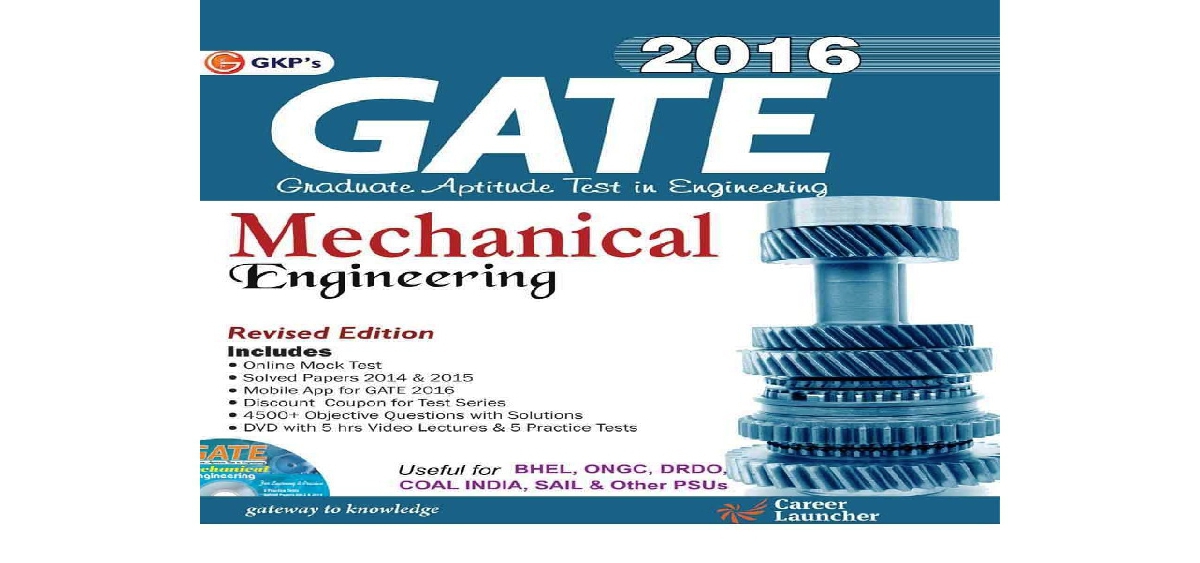 2016
GKP's
GATE
Graduate Aptitude Test in Engineering
Mechanical
Engineering
Revised Edition
Includes
• Online Mock Test
• Solved Papers 2014 & 2015
• Mobile App for GATE 2016
• Discount Coupon for Test Series
• 4500+ Objective Questions with Solutions
• DVD with 5 hrs Video Lectures & 5 Practice Tests
GATE
chanical
ngineering
Useful for BHEL, ONGC, DRDO,
COAL INDIA, SAIL & Other PSUs
gateway to knowledge
Career
Launcher